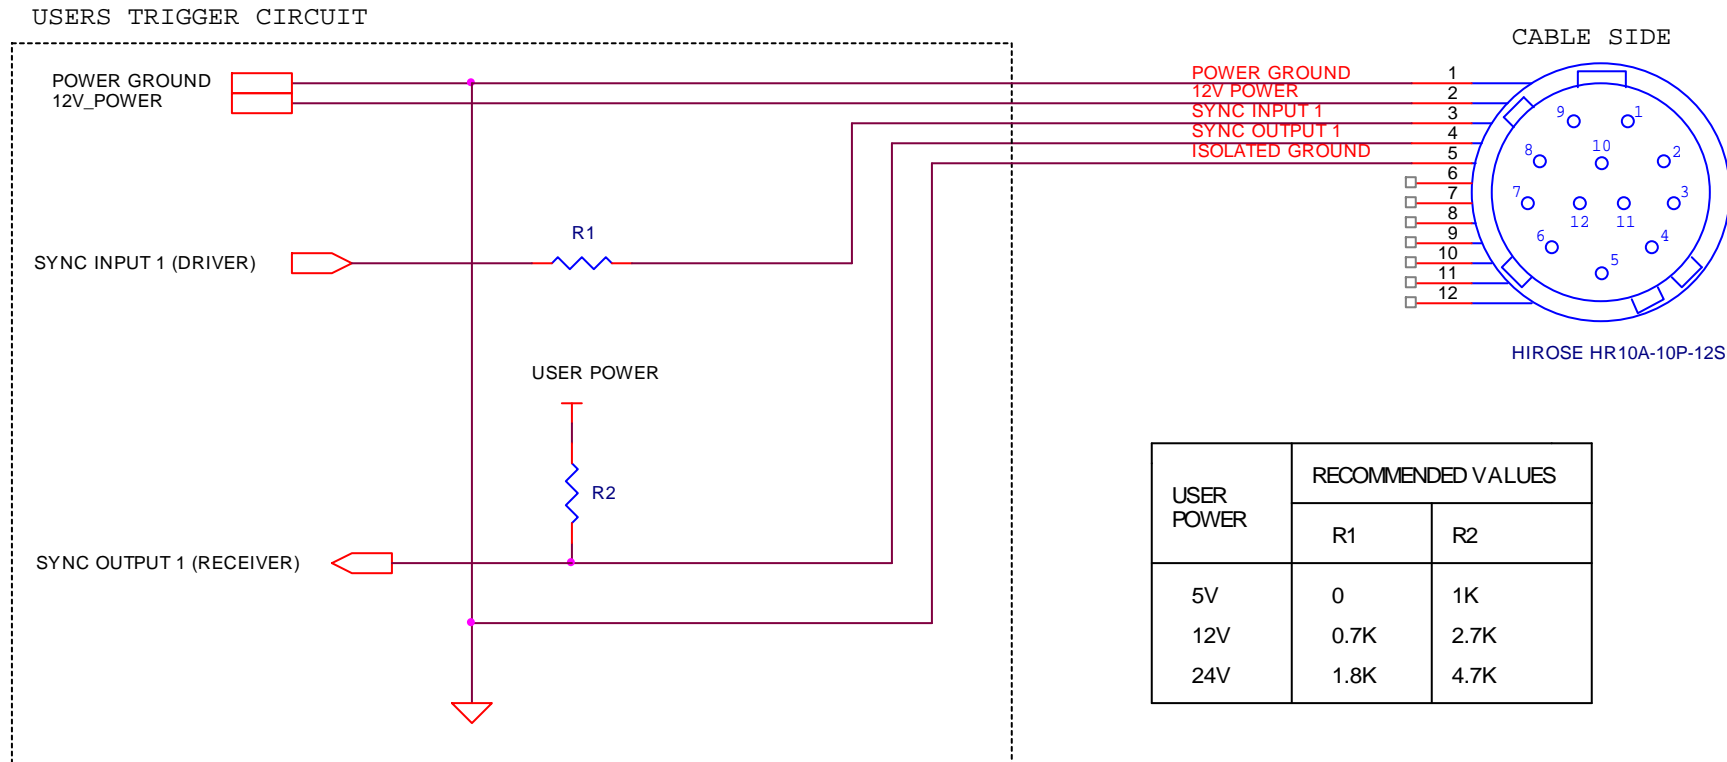 USERS TRIGGER CIRCUIT
CABLE SIDE
POWER GROUND
12V_POWER
POWER GROUND 1
12V POWER 2
SYNC INPUT 1 3
SYNC OUTPUT 1 4
ISOLATED GROUND 5
6
7
8
9
10
11
12
9 1
8 10 2
7 12 11 3
6 4
5
HIROSE HR10A-10P-12S
R1
SYNC INPUT 1 (DRIVER)
USER POWER
R2
SYNC OUTPUT 1 (RECEIVER)
USER POWER
RECOMMENDED VALUES
R1 R2
5V 0 1K
12V 0.7K 2.7K
24V 1.8K 4.7K